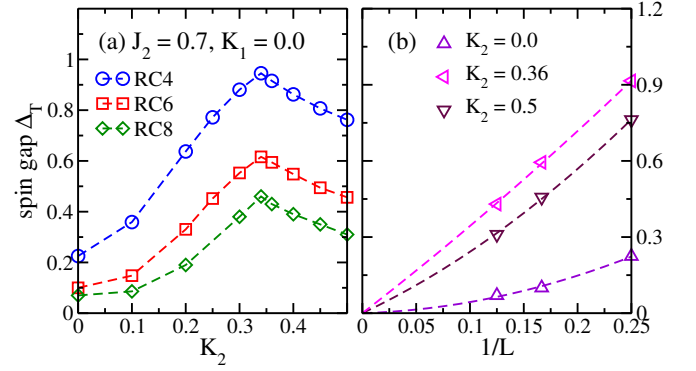 (a) J₂ = 0.7, K₁ = 0.0
RC4
RC6
RC8
spin gap Δ_T
0
0.2
0.4
0.6
0.8
1
0
0.1
0.2
0.3
0.4
K₂
(b)
K₂ = 0.0
K₂ = 0.36
K₂ = 0.5
0
0.05
0.1
0.15
0.2
0.25
1/L
0
0.3
0.6
0.9
1.2